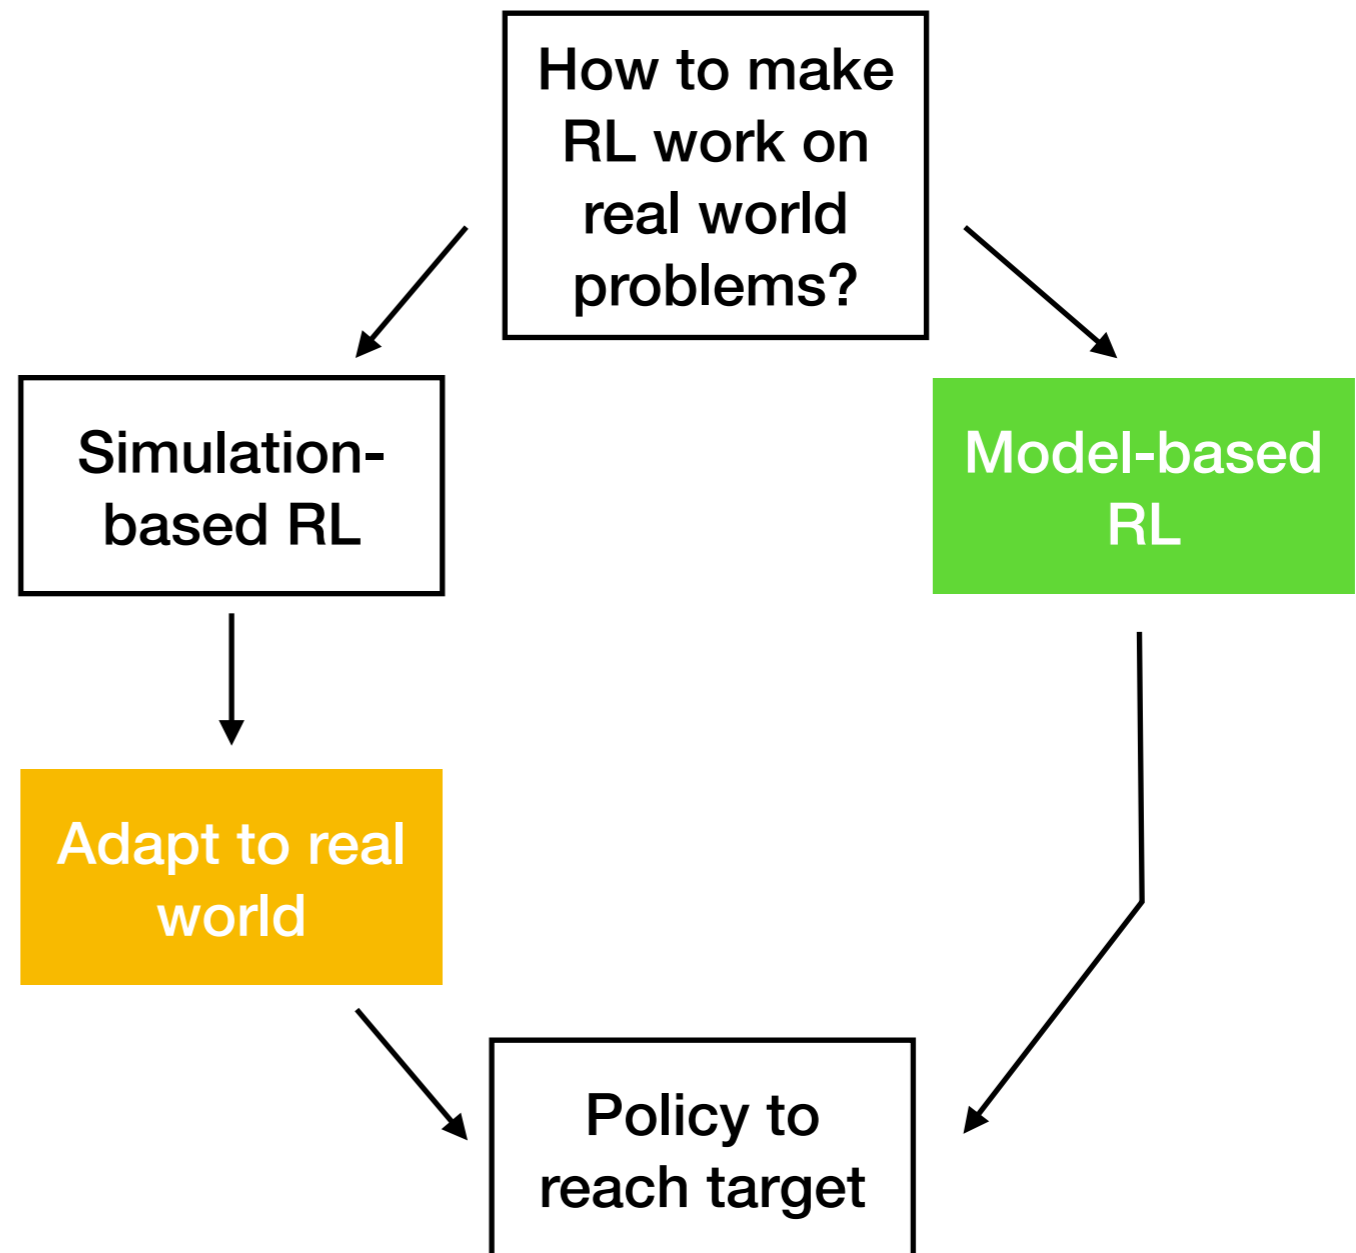 How to make
RL work on
real world
problems?
Simulation-
based RL
Model-based
RL
Adapt to real
world
Policy to
reach target